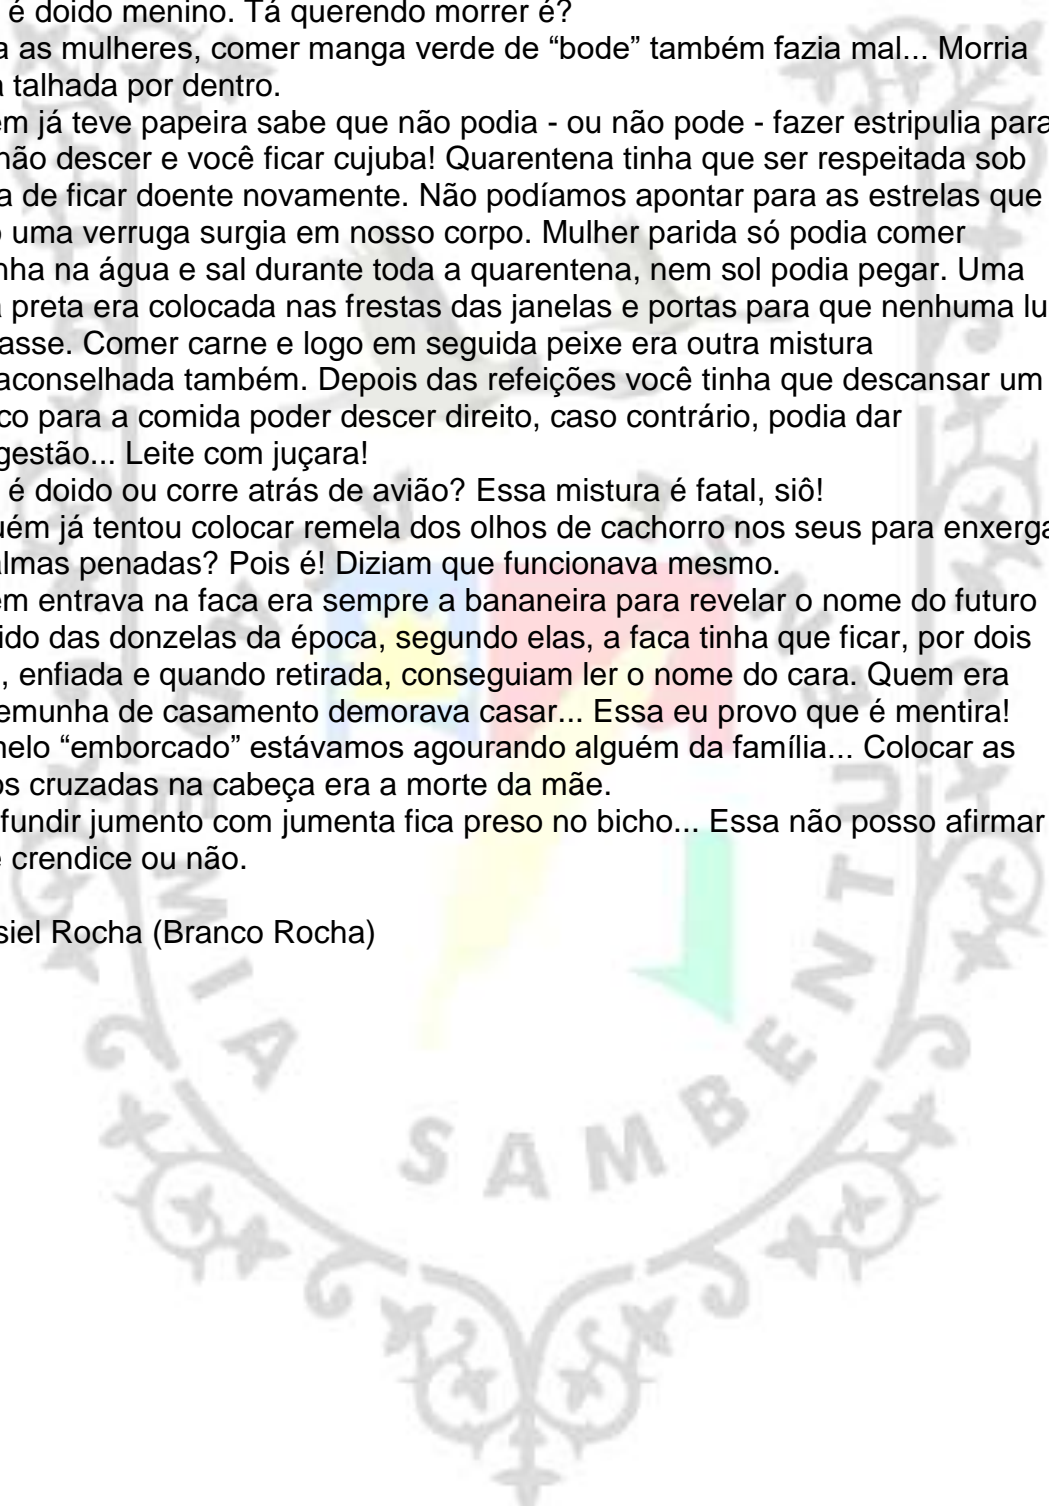 é doido menino. Tá querendo morrer é?
a as mulheres, comer manga verde de “bode” também fazia mal... Morria
a talhada por dentro.
em já teve papeira sabe que não podia - ou não pode - fazer estripulia para
não descer e você ficar cujuba! Quarentena tinha que ser respeitada sob
a de ficar doente novamente. Não podíamos apontar para as estrelas que
o uma verruga surgia em nosso corpo. Mulher parida só podia comer
nha na água e sal durante toda a quarentena, nem sol podia pegar. Uma
a preta era colocada nas frestas das janelas e portas para que nenhuma lu
asse. Comer carne e logo em seguida peixe era outra mistura
aconselhada também. Depois das refeições você tinha que descansar um
co para a comida poder descer direito, caso contrário, podia dar
gestão... Leite com juçara!
é doido ou corre atrás de avião? Essa mistura é fatal, siô!
uém já tentou colocar remela dos olhos de cachorro nos seus para enxerga
almas penadas? Pois é! Diziam que funcionava mesmo.
em entrava na faca era sempre a bananeira para revelar o nome do futuro
ido das donzelas da época, segundo elas, a faca tinha que ficar, por dois
, enfiada e quando retirada, conseguiam ler o nome do cara. Quem era
emunha de casamento demorava casar... Essa eu provo que é mentira!
nelo “emborcado” estávamos agourando alguém da família... Colocar as
os cruzadas na cabeça era a morte da mãe.
fundir jumento com jumenta fica preso no bicho... Essa não posso afirmar
e crendice ou não.
siel Rocha (Branco Rocha)
ACADEMIA SAMBENTUENSE